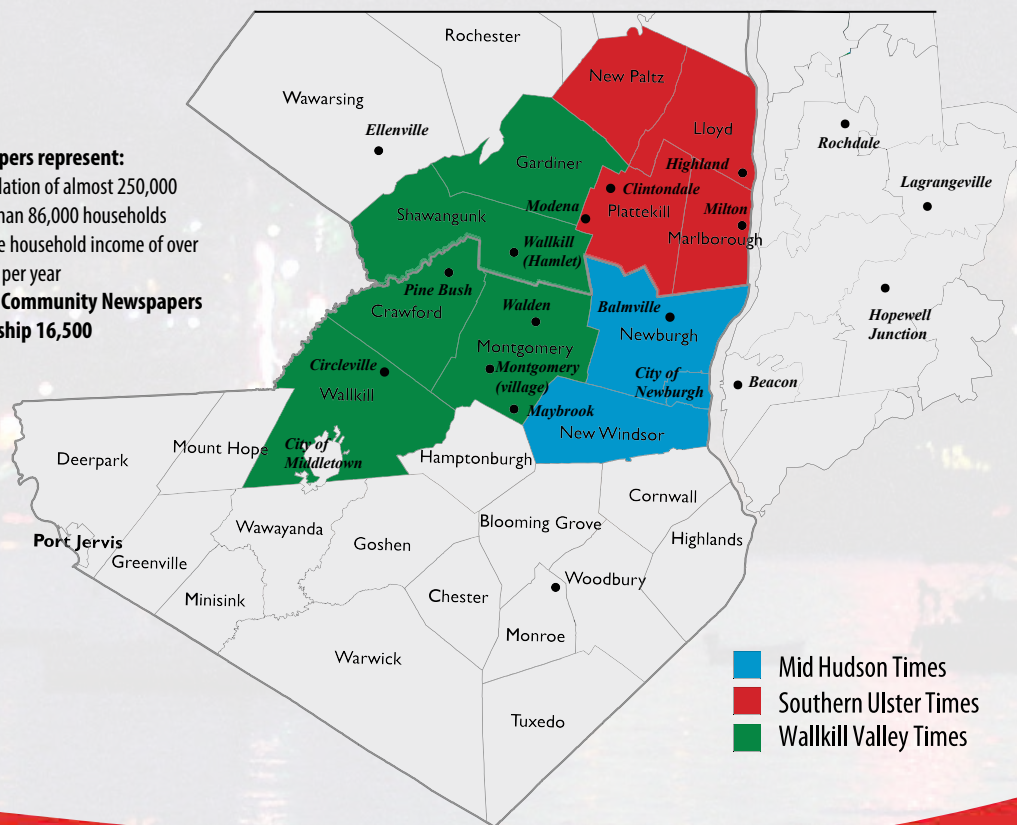 pers represent:
lation of almost 250,000
han 86,000 households
e household income of over
per year
Community Newspapers
ship 16,500
Rochester
New Paltz
Wawarsing
Lloyd
Ellenville
Rochdale
Gardiner
Highland
Lagrangeville
Clintondale
Modena
Plattekill
Milton
Shawangunk
Marlborough
Wallkill
(Hamlet)
Pine Bush
Walden
Balmville
Hopewell
Junction
Crawford
Newburgh
Montgomery
Circleville
Montgomery
(village)
City of
Newburgh
Beacon
Wallkill
Maybrook
New Windsor
Mount Hope
City of
Middletown
Hamptonburgh
Deerpark
Cornwall
Wawayanda
Blooming Grove
Port Jervis
Goshen
Highlands
Greenville
Woodbury
Minisink
Chester
Monroe
Warwick
Tuxedo
Mid Hudson Times
Southern Ulster Times
Wallkill Valley Times